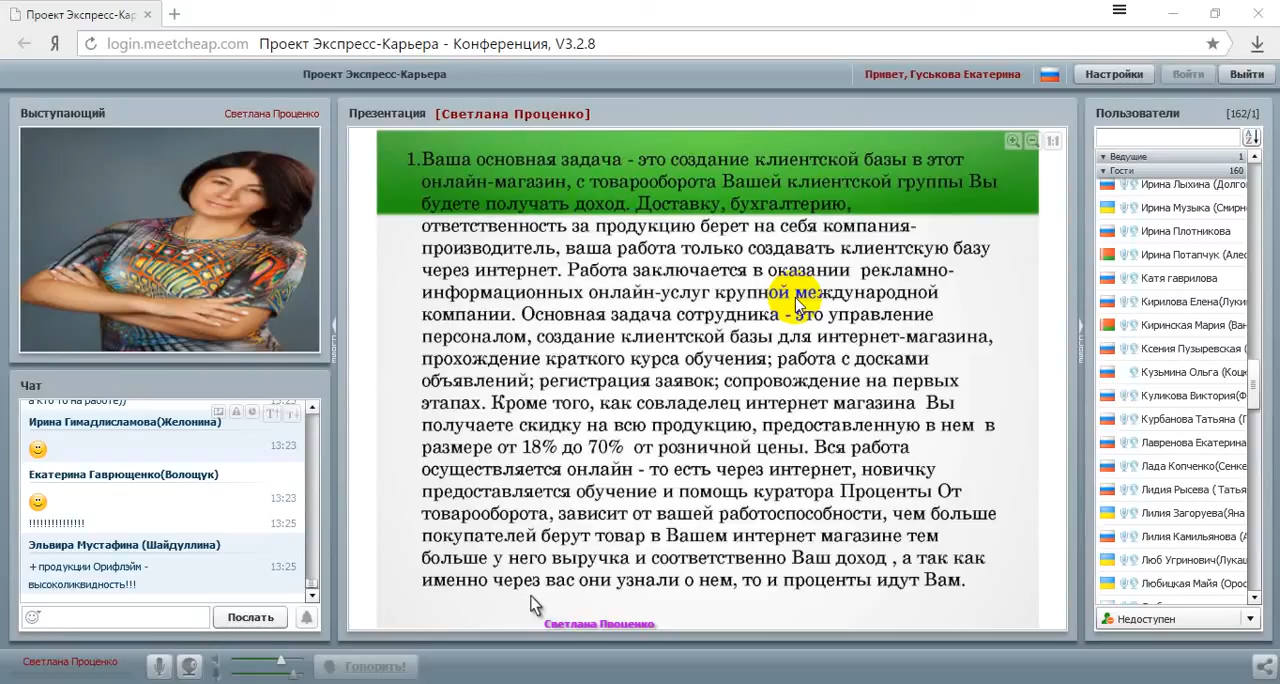 Проект Экспресс-Карь
login.meetcheap.com Проект Экспресс-Карьера - Конференция, V3.2.8
Проект Экспресс-Карьера
Привет, Гуськова Екатерина
Настройки
Войти
Выйти
Выступающий
Светлана Проценко
Чат
13:23
Ирина Гимадлисламова(Желонина)
13:23
Екатерина Гаврющенко(Волощук)
13:23
!!!!!!!!!!!!!!! 13:25
Эльвира Мустафина (Шайдуллина)
+ продукции Орифлэйм - 13:25
высоколиквидность!!!
Послать
Презентация [Светлана Проценко]
1:1
1.Ваша основная задача - это создание клиентской базы в этот
онлайн-магазин, с товарооборота Вашей клиентской группы Вы
будете получать доход. Доставку, бухгалтерию,
ответственность за продукцию берет на себя компания-
производитель, ваша работа только создавать клиентскую базу
через интернет. Работа заключается в оказании рекламно-
информационных онлайн-услуг крупной международной
компании. Основная задача сотрудника - это управление
персоналом, создание клиентской базы для интернет-магазина,
прохождение краткого курса обучения; работа с досками
объявлений; регистрация заявок; сопровождение на первых
этапах. Кроме того, как совладелец интернет магазина Вы
получаете скидку на всю продукцию, предоставленную в нем в
размере от 18% до 70% от розничной цены. Вся работа
осуществляется онлайн - то есть через интернет, новичку
предоставляется обучение и помощь куратора Проценты От
товарооборота, зависит от вашей работоспособности, чем больше
покупателей берут товар в Вашем интернет магазине тем
больше у него выручка и соответственно Ваш доход , а так как
именно через вас они узнали о нем, то и проценты идут Вам.
Светлана Проценко
Пользователи [162/1]
Ведущие 1
Гости 160
Ирина Лыхина(Долго
Ирина Музыка (Смирн
Ирина Плотникова
Ирина Потапчук (Алес
Катя гаврилова
Кирилова Елена(Луки
Киринская Мария (Ван
Ксения Пузыревская (
Кузьмина Ольга (Коц
Куликова Виктория(Ф
Курбанова Татьяна (Г
Лавренова Екатерина
Лада Копченко(Сенке
Лидия Рысева ( Татья
Лилия Загоруева(Яна
Лилия Камильянова (А
Люб Угринович(Лукаш
Любицкая Майя (Орос
Недоступен
Светлана Проценко
Говорить!